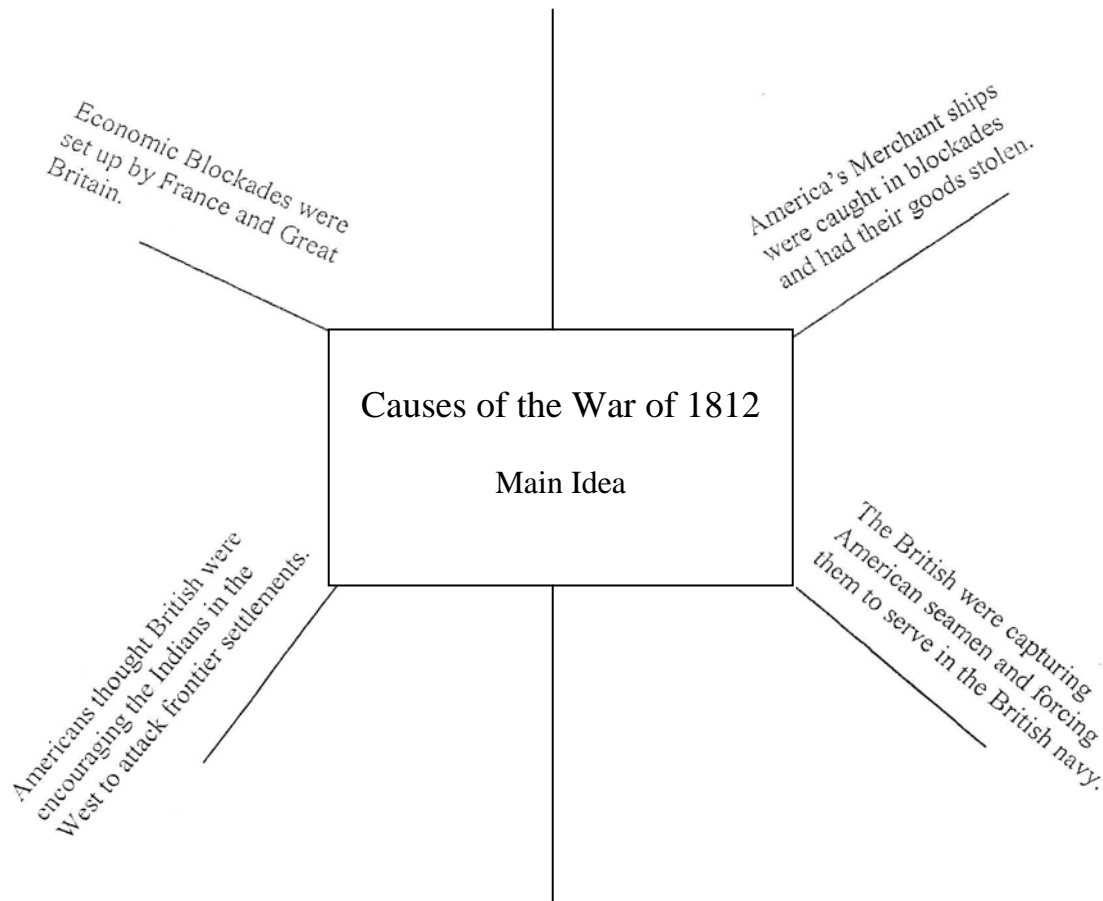 Economic Blockades were
set up by France and Great
Britain.
America's Merchant ships
were caught in blockades
and had their goods stolen.
Causes of the War of 1812
Main Idea
Americans thought British were
encouraging the Indians in the
West to attack frontier settlements.
The British were capturing
American seamen and forcing
them to serve in the British navy.